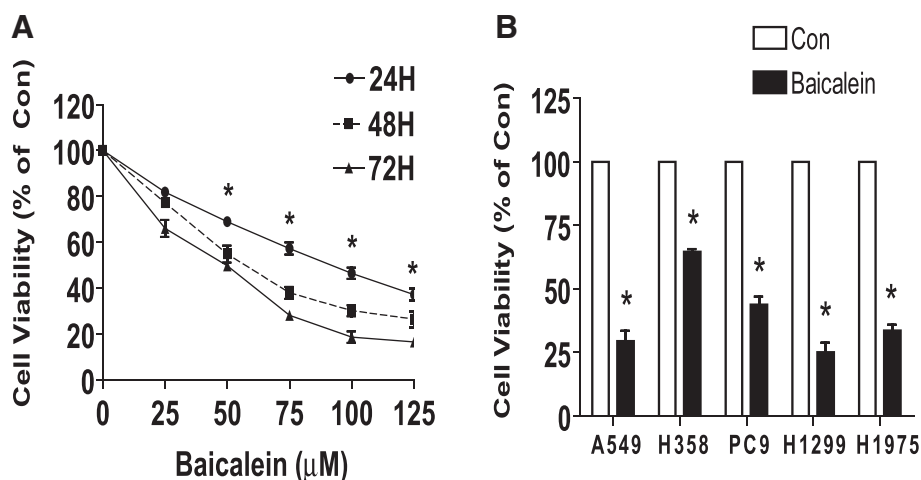 A
24H
48H
72H
Cell Viability (% of Con)
120
100
80
60
40
20
0
* * * *
0 25 50 75 100 125
Baicalein (μM)
B
Con
Baicalein
Cell Viability (% of Con)
125
100
75
50
25
0
* * * * *
A549 H358 PC9 H1299 H1975